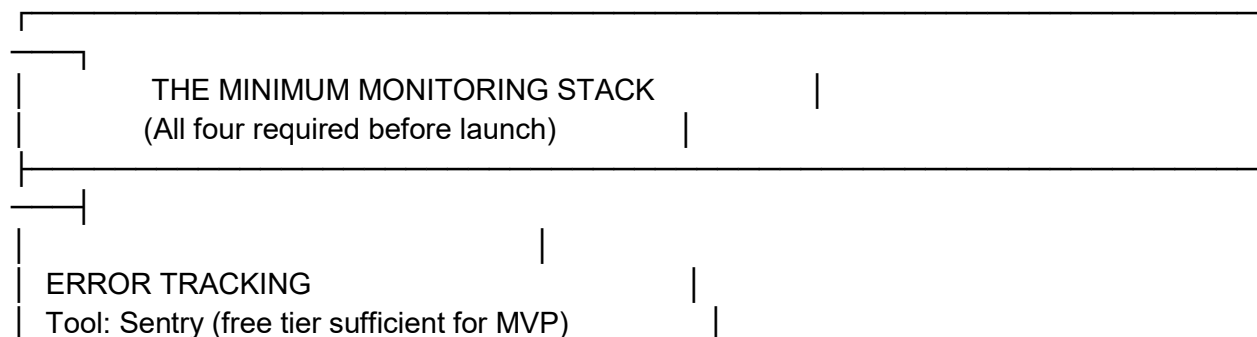 THE MINIMUM MONITORING STACK
(All four required before launch)
ERROR TRACKING
Tool: Sentry (free tier sufficient for MVP)